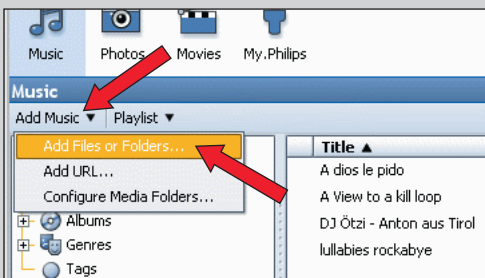 Music Photos Movies My.Philips
Music
Add Music ▼ Playlist ▼
Add Files or Folders...
Add URL...
Configure Media Folders...
Albums
Genres
Tags
Title ▲
A dios le pido
A View to a kill loop
DJ Ötzi - Anton aus Tirol
lullabies rockabye